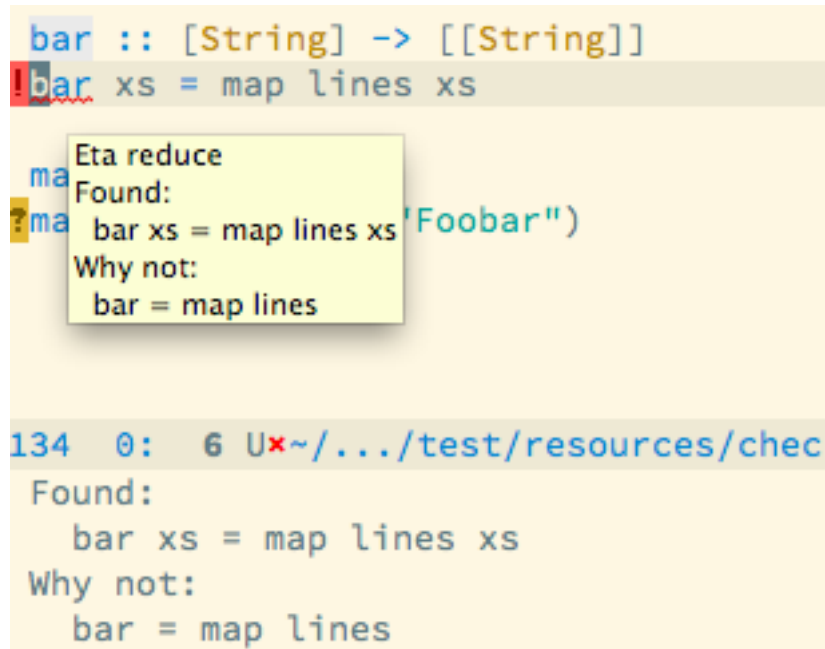 bar :: [String] -> [[String]]
!bar xs = map lines xs
Eta reduce
Found:
bar xs = map lines xs
Why not:
bar = map lines
ma
?ma "Foobar")
134 0: 6 U×~/.../test/resources/chec
Found:
bar xs = map lines xs
Why not:
bar = map lines